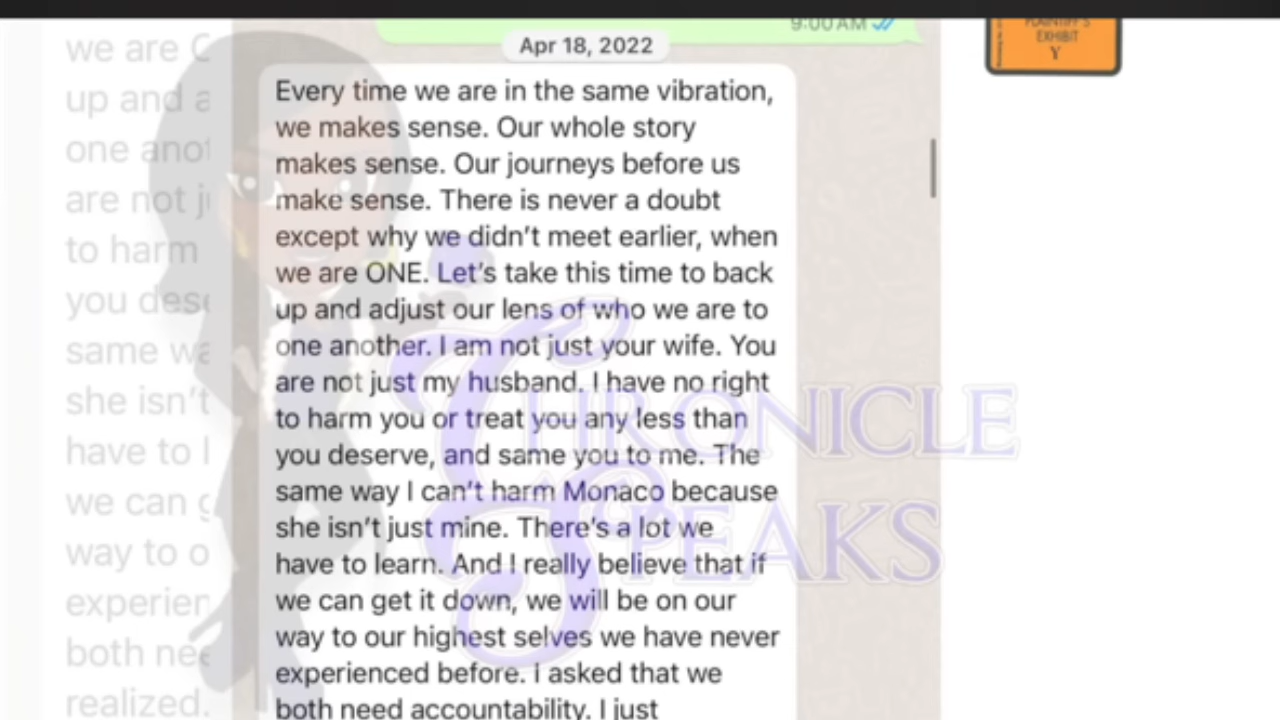 9:00 AM
PLAINTIFF'S
EXHIBIT
Y
Apr 18, 2022
Every time we are in the same vibration,
we makes sense. Our whole story
makes sense. Our journeys before us
make sense. There is never a doubt
except why we didn't meet earlier, when
we are ONE. Let's take this time to back
up and adjust our lens of who we are to
one another. I am not just your wife. You
are not just my husband. I have no right
to harm you or treat you any less than
you deserve, and same you to me. The
same way I can't harm Monaco because
she isn't just mine. There's a lot we
have to learn. And I really believe that if
we can get it down, we will be on our
way to our highest selves we have never
experienced before. I asked that we
both need accountability. I just
we are
up and a
one anot
are not j
to harm
you des
same wa
she isn't
have to l
we can g
way to o
experien
both nee
realized.
CHRONICLE
SPEAKS